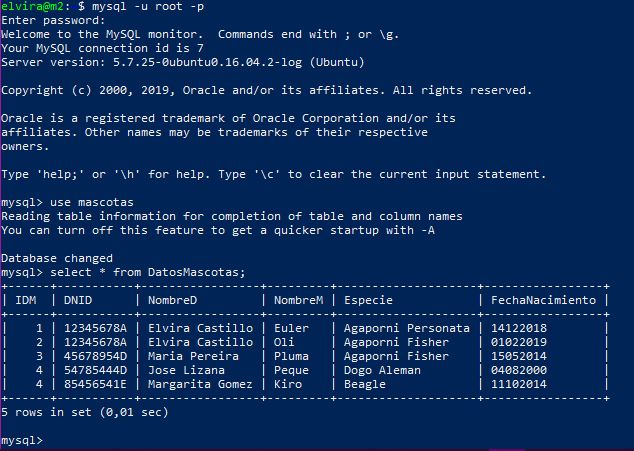 elvira@m2: $ mysql -u root -p
Enter password:
Welcome to the MySQL monitor.  Commands end with ; or \g.
Your MySQL connection id is 7
Server version: 5.7.25-0ubuntu0.16.04.2-log (Ubuntu)
Copyright (c) 2000, 2019, Oracle and/or its affiliates. All rights reserved.
Oracle is a registered trademark of Oracle Corporation and/or its
affiliates. Other names may be trademarks of their respective
owners.
Type 'help;' or '\h' for help. Type '\c' to clear the current input statement.
mysql> use mascotas
Reading table information for completion of table and column names
You can turn off this feature to get a quicker startup with -A
Database changed
mysql> select * from DatosMascotas;
+-----+-----------+-----------------+---------+--------------------+-----------------+
| IDM | DNID      | NombreD         | NombreM | Especie            | FechaNacimiento |
+-----+-----------+-----------------+---------+--------------------+-----------------+
|   1 | 12345678A | Elvira Castillo | Euler   | Agaporni Personata | 14122018        |
|   2 | 12345678A | Elvira Castillo | Oli     | Agaporni Fisher    | 01022019        |
|   3 | 45678954D | Maria Pereira   | Pluma   | Agaporni Fisher    | 15052014        |
|   4 | 54785444D | Jose Lizana     | Peque   | Dogo Aleman        | 04082000        |
|   4 | 85456541E | Margarita Gomez | Kiro    | Beagle             | 11102014        |
+-----+-----------+-----------------+---------+--------------------+-----------------+
5 rows in set (0,01 sec)
mysql>